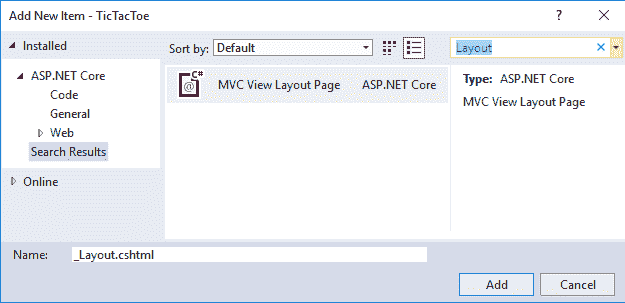 Add New Item - TicTacToe
Installed
Sort by: Default
Layout
ASP.NET Core
Code
General
Web
Search Results
Online
C#
@
MVC View Layout Page ASP.NET Core
Type: ASP.NET Core
MVC View Layout Page
Name: _Layout.cshtml
Add Cancel